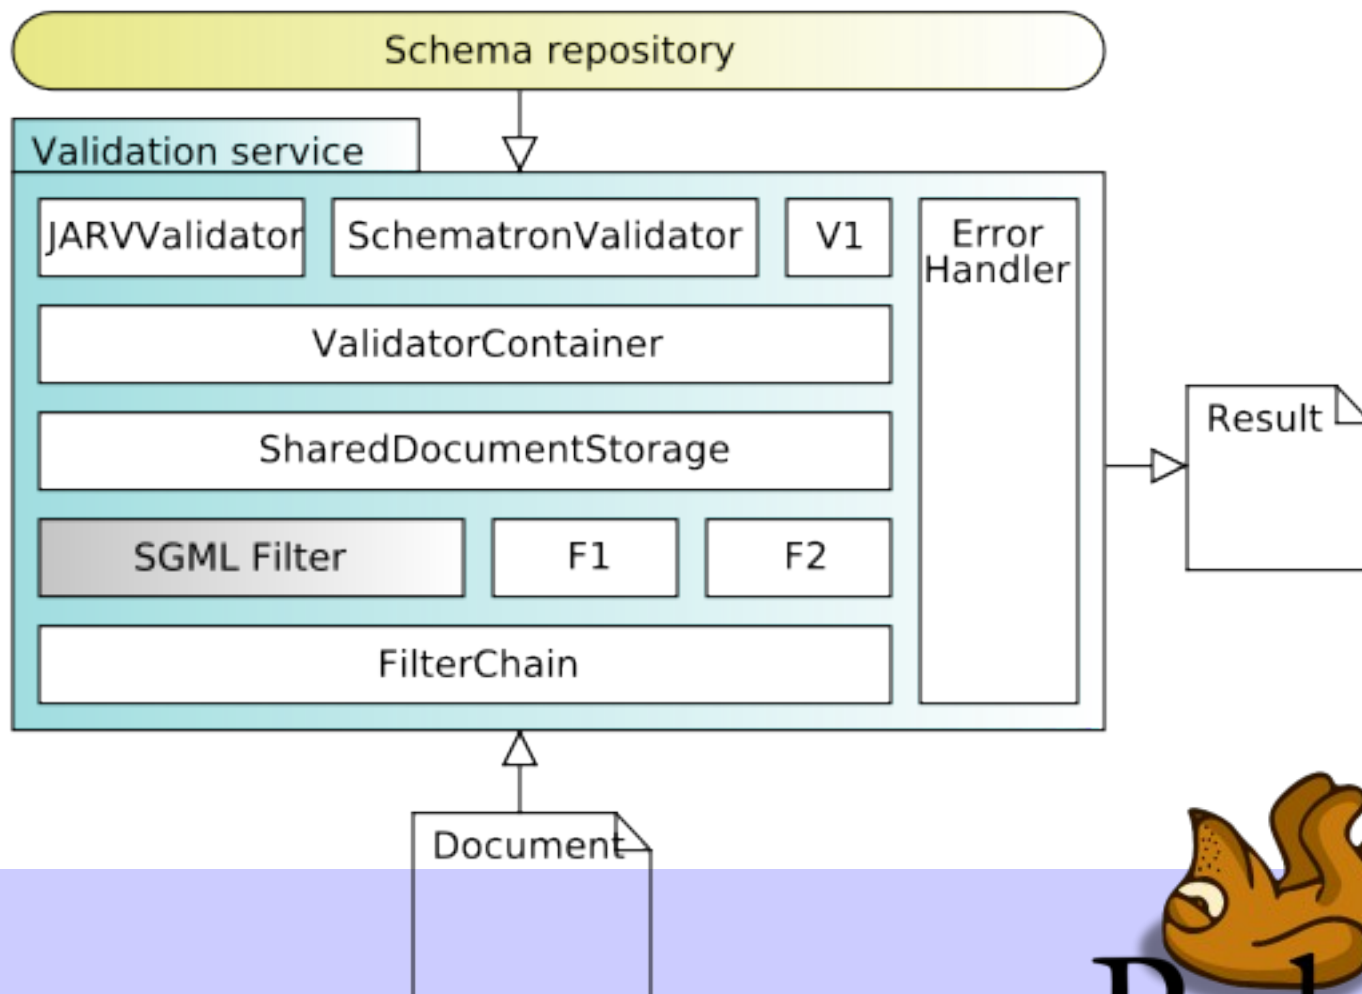 Schema repository
Validation service
JARVValidator
SchematronValidator
V1
Error
Handler
ValidatorContainer
SharedDocumentStorage
Result
SGML Filter
F1
F2
FilterChain
Document